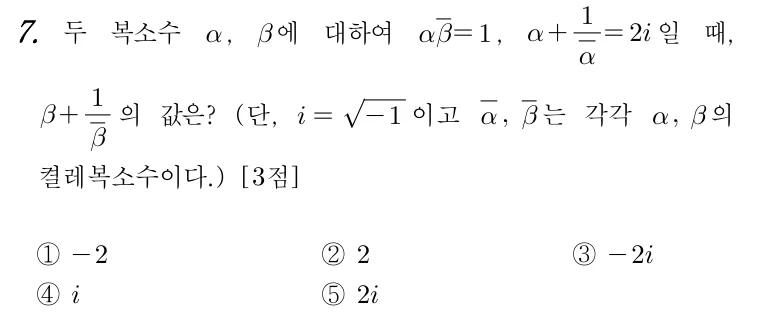 7. 두 복소수 α, β에 대하여 αβ̅=1, α+1/α̅=2i 일 때,
β+1/β̅ 의 값은? (단, i=√-1 이고 α̅, β̅는 각각 α, β의
켤레복소수이다.) [3점]
① -2 ② 2 ③ -2i
④ i ⑤ 2i